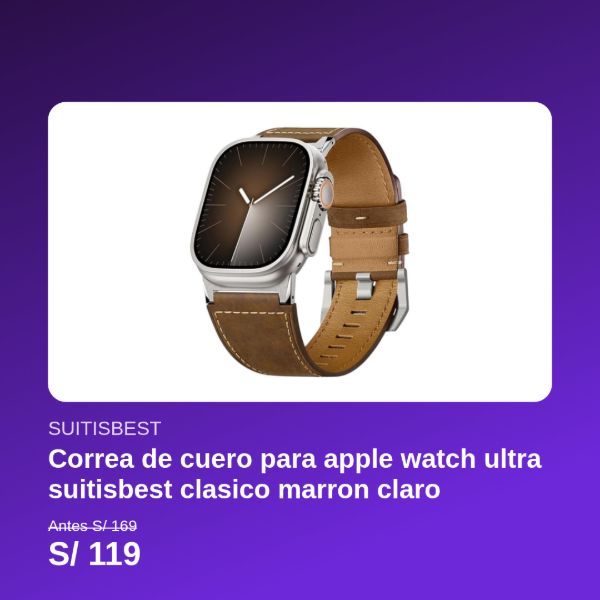 SUITISBEST
Correa de cuero para apple watch ultra
suitisbest clasico marron claro
Antes S/ 169
S/ 119